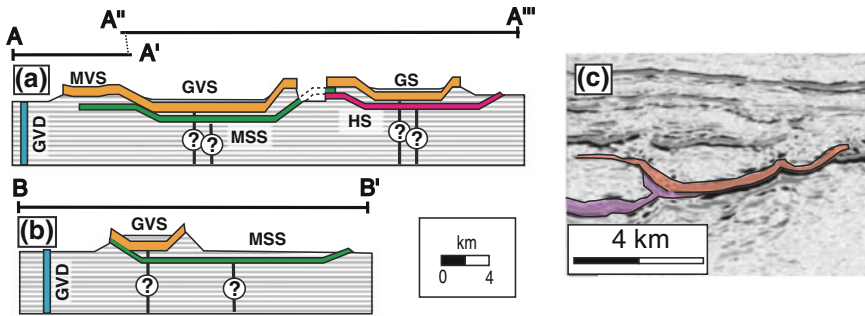 A" A'"
A A'
(a) MVS GVS GS
GVD MSS HS
? ? ? ?
B B'
(b) GVS MSS
GVD ? ?
km
0 4
(c)
4 km